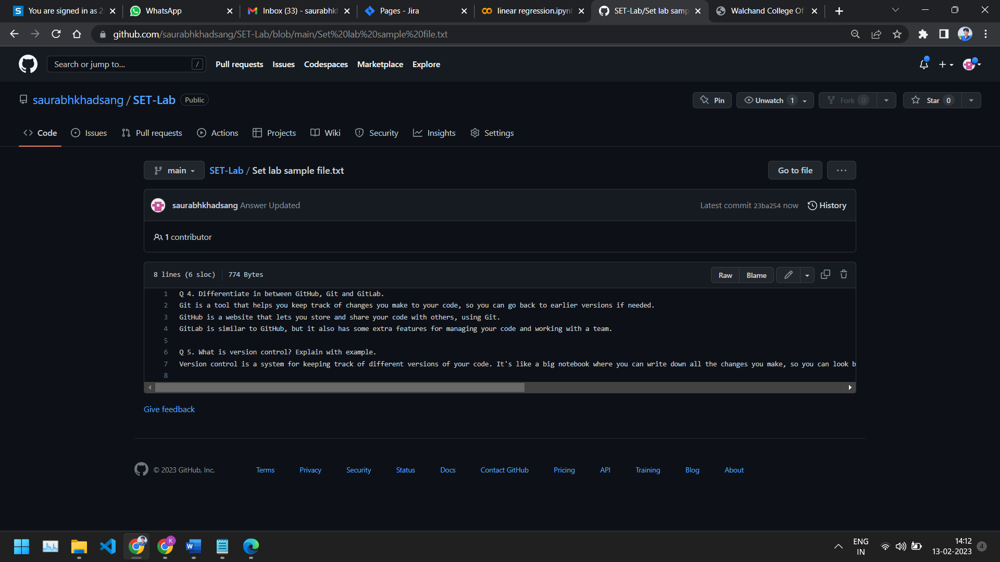 You are signed in as 2
WhatsApp
Inbox (33) - saurabhkh
Pages - Jira
linear regression.ipynb
SET-Lab/Set lab samp
Walchand College Of
github.com/saurabhkhadsang/SET-Lab/blob/main/Set%20lab%20sample%20file.txt
Search or jump to... /
Pull requests Issues Codespaces Marketplace Explore
saurabhkhadsang / SET-Lab Public
Pin Unwatch 1 Fork 0 Star 0
Code Issues Pull requests Actions Projects Wiki Security Insights Settings
main SET-Lab / Set lab sample file.txt Go to file ...
saurabhkhadsang Answer Updated Latest commit 23ba254 now History
1 contributor
8 lines (6 sloc) 774 Bytes Raw Blame
1 Q 4. Differentiate in between GitHub, Git and GitLab.
2 Git is a tool that helps you keep track of changes you make to your code, so you can go back to earlier versions if needed.
3 GitHub is a website that lets you store and share your code with others, using Git.
4 GitLab is similar to GitHub, but it also has some extra features for managing your code and working with a team.
5
6 Q 5. What is version control? Explain with example.
7 Version control is a system for keeping track of different versions of your code. It's like a big notebook where you can write down all the changes you make, so you can look b
8
Give feedback
© 2023 GitHub, Inc. Terms Privacy Security Status Docs Contact GitHub Pricing API Training Blog About
K
ENG
IN
14:12
13-02-2023
4